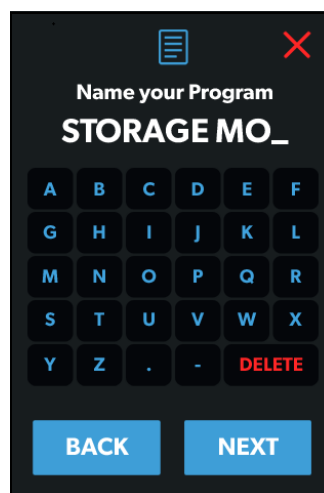 Name your Program
STORAGE MO_
A B C D E F
G H I J K L
M N O P Q R
S T U V W X
Y Z . - DELETE
BACK NEXT